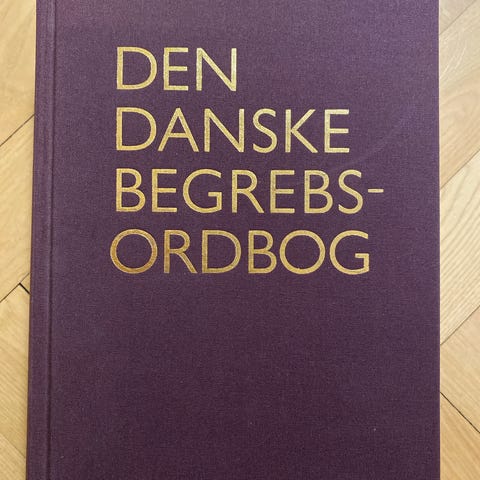 DEN
DANSKE
BEGREBS-
ORDBOG